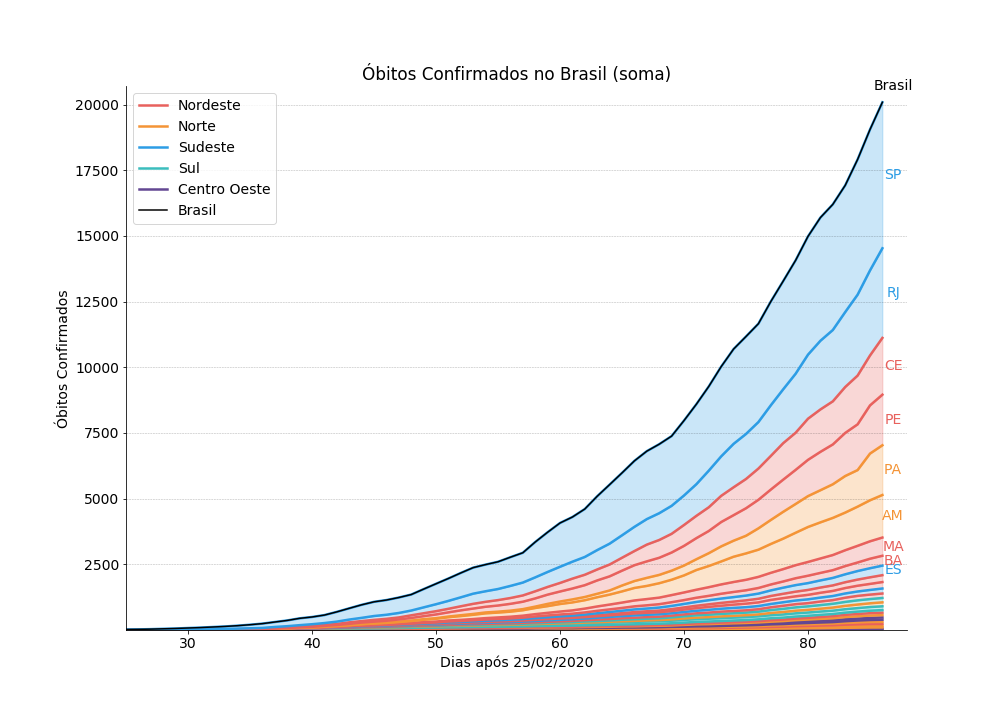 Óbitos Confirmados no Brasil (soma)
Brasil
Nordeste
Norte
Sudeste
Sul
Centro Oeste
Brasil
20000
17500
15000
12500
10000
7500
5000
2500
Óbitos Confirmados
SP
RJ
CE
PE
PA
AM
MA
BA
ES
30 40 50 60 70 80
Dias após 25/02/2020